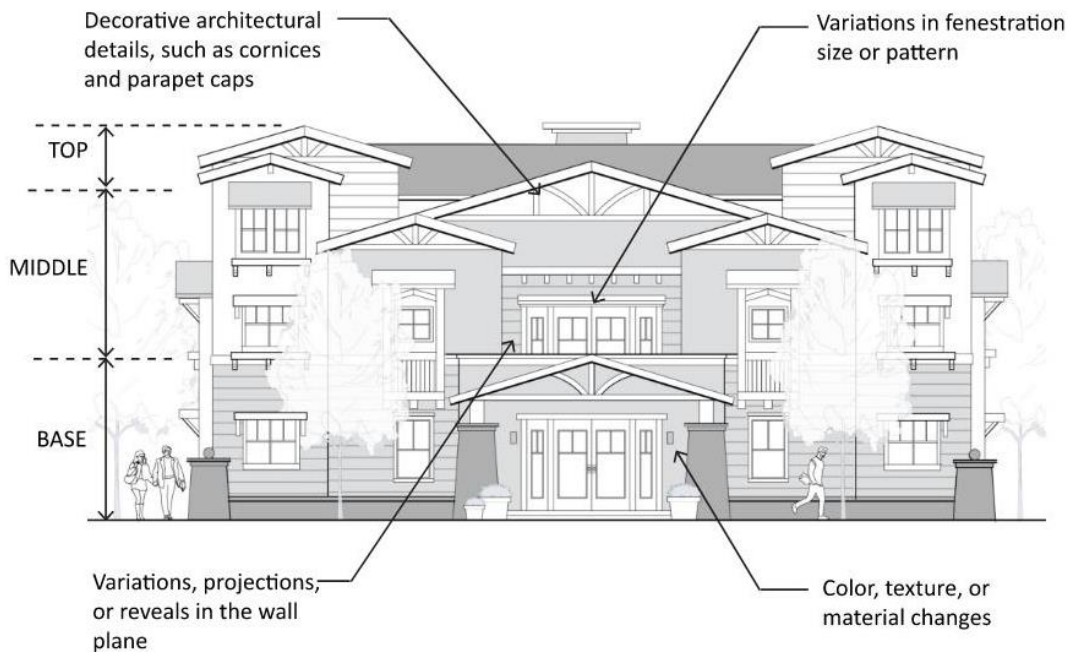 Decorative architectural
details, such as cornices
and parapet caps
Variations in fenestration
size or pattern
TOP
MIDDLE
BASE
Variations, projections,
or reveals in the wall
plane
Color, texture, or
material changes